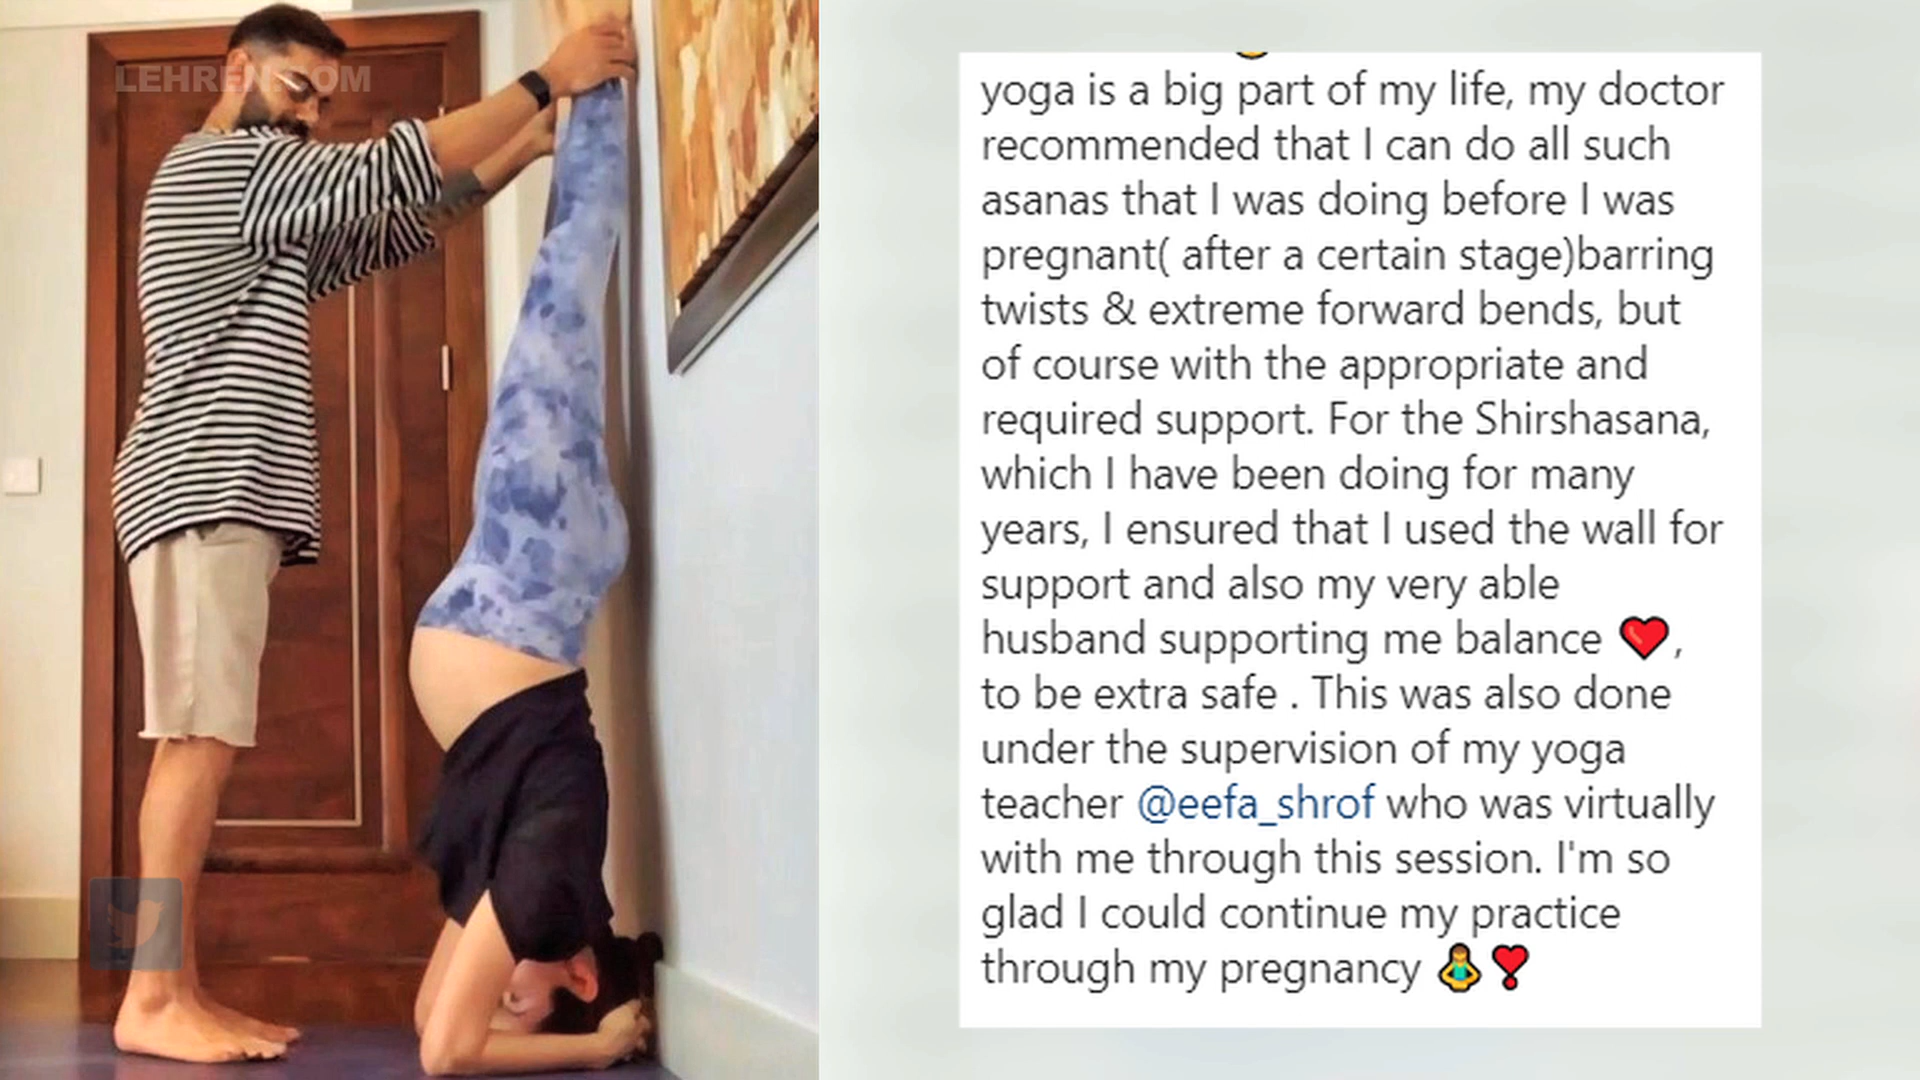 LEHREN.COM
yoga is a big part of my life, my doctor
recommended that I can do all such
asanas that I was doing before I was
pregnant( after a certain stage)barring
twists & extreme forward bends, but
of course with the appropriate and
required support. For the Shirshasana,
which I have been doing for many
years, I ensured that I used the wall for
support and also my very able
husband supporting me balance ❤️,
to be extra safe . This was also done
under the supervision of my yoga
teacher @eefa_shrof who was virtually
with me through this session. I'm so
glad I could continue my practice
through my pregnancy 🧘‍♂️❣️